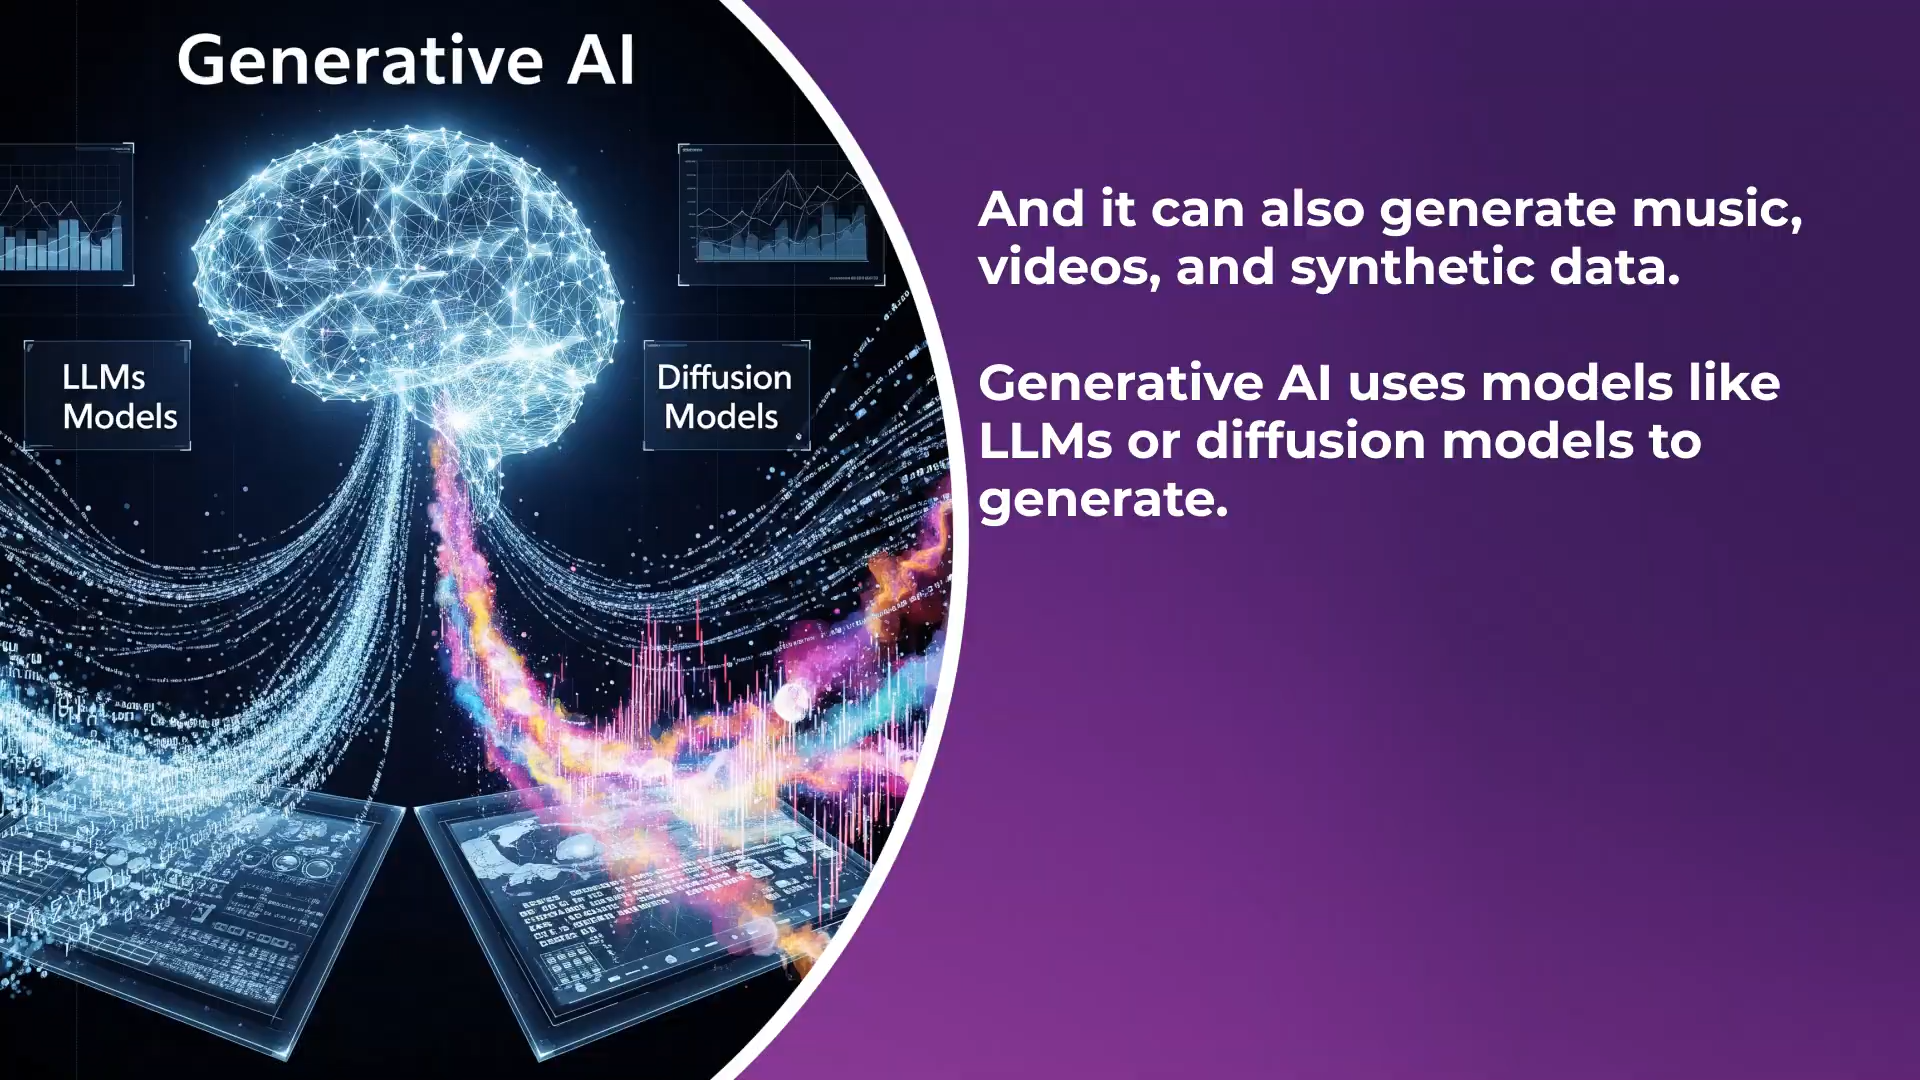 Generative AI
LLMs
Models
Diffusion
Models
And it can also generate music,
videos, and synthetic data.
Generative AI uses models like
LLMs or diffusion models to
generate.